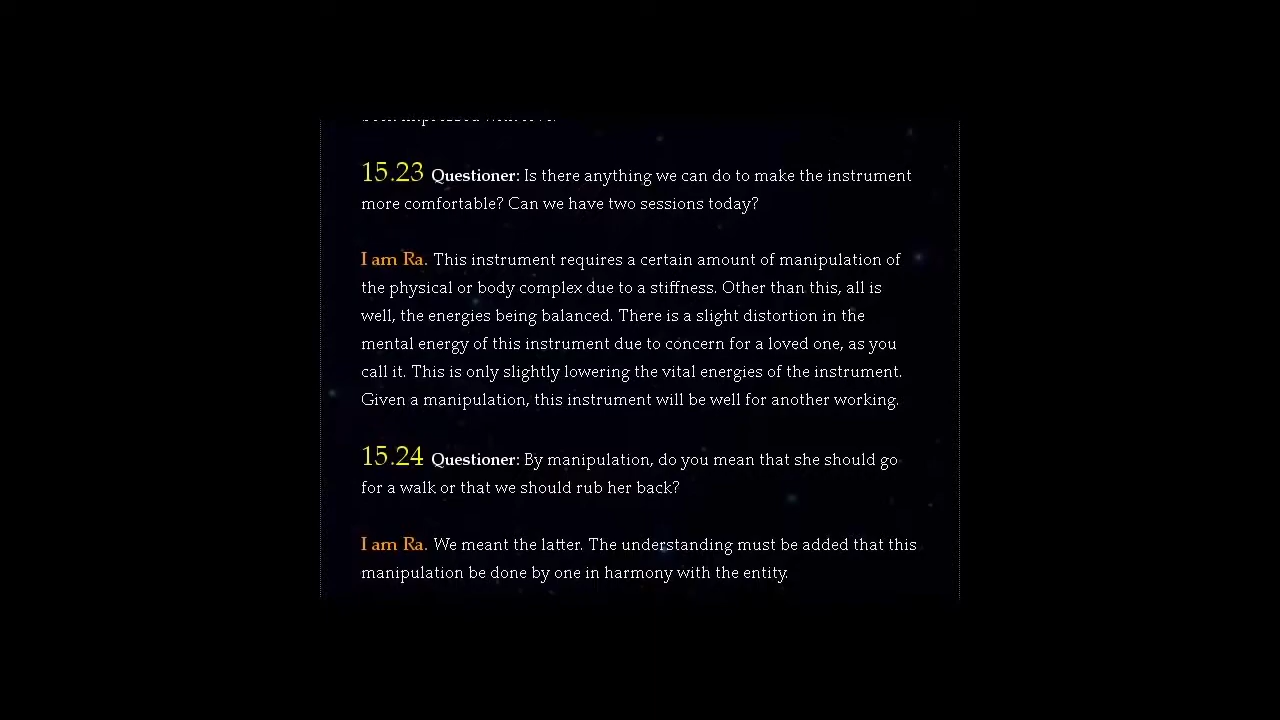 15.23 Questioner: Is there anything we can do to make the instrument
more comfortable? Can we have two sessions today?
I am Ra. This instrument requires a certain amount of manipulation of
the physical or body complex due to a stiffness. Other than this, all is
well, the energies being balanced. There is a slight distortion in the
mental energy of this instrument due to concern for a loved one, as you
call it. This is only slightly lowering the vital energies of the instrument.
Given a manipulation, this instrument will be well for another working.
15.24 Questioner: By manipulation, do you mean that she should go
for a walk or that we should rub her back?
I am Ra. We meant the latter. The understanding must be added that this
manipulation be done by one in harmony with the entity.